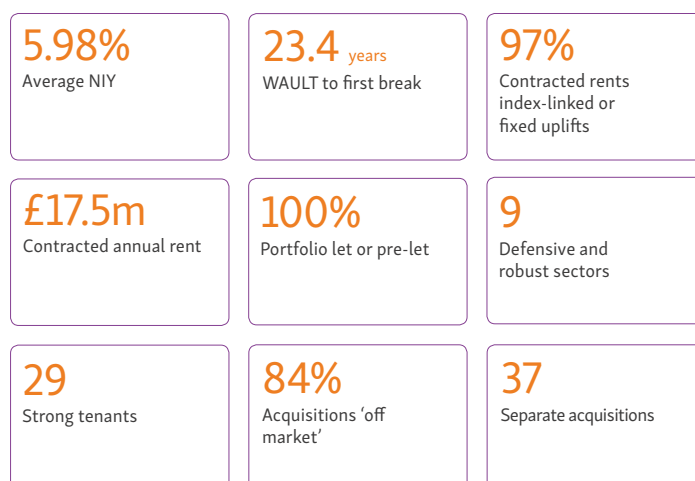 5.98%
Average NIY
23.4 years
WAULT to first break
97%
Contracted rents
index-linked or
fixed uplifts
£17.5m
Contracted annual rent
100%
Portfolio let or pre-let
9
Defensive and
robust sectors
29
Strong tenants
84%
Acquisitions ‘off
market’
37
Separate acquisitions